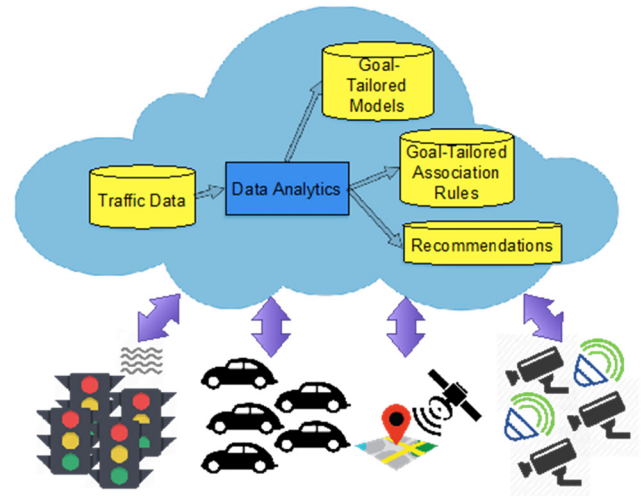 Goal-
Tailored
Models
Goal-Tailored
Association
Rules
Traffic Data
Data Analytics
Recommendations